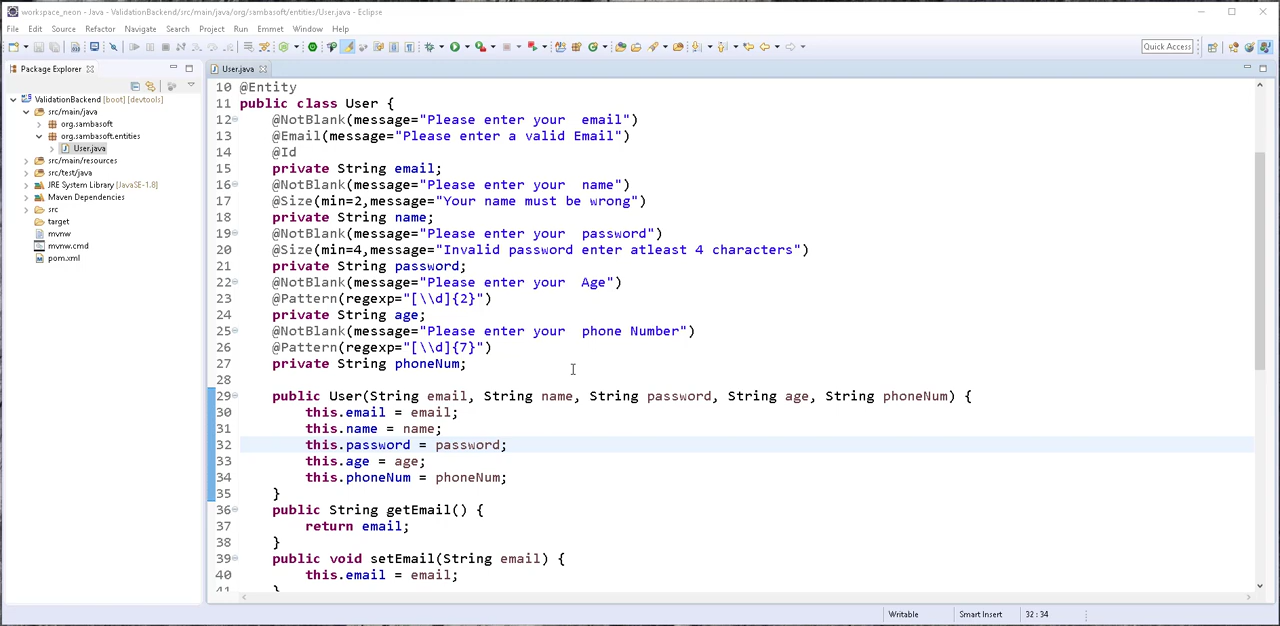 workspace_neon - Java - ValidationBackend/src/main/java/org/sambasoft/entities/User.java - Eclipse
File Edit Source Refactor Navigate Search Project Run Emmet Window Help
Quick Access
Package Explorer
User.java
ValidationBackend [boot] [devtools]
src/main/java
org.sambasoft
org.sambasoft.entities
User.java
src/main/resources
src/test/java
JRE System Library [JavaSE-1.8]
Maven Dependencies
src
target
mvnw
mvnw.cmd
pom.xml
10 @Entity
11 public class User {
12 @NotBlank(message="Please enter your  email")
13 @Email(message="Please enter a valid Email")
14 @Id
15 private String email;
16 @NotBlank(message="Please enter your  name")
17 @Size(min=2,message="Your name must be wrong")
18 private String name;
19 @NotBlank(message="Please enter your  password")
20 @Size(min=4,message="Invalid password enter atleast 4 characters")
21 private String password;
22 @NotBlank(message="Please enter your  Age")
23 @Pattern(regexp="[\\d]{2}")
24 private String age;
25 @NotBlank(message="Please enter your  phone Number")
26 @Pattern(regexp="[\\d]{7}")
27 private String phoneNum;
28
29 public User(String email, String name, String password, String age, String phoneNum) {
30 this.email = email;
31 this.name = name;
32 this.password = password;
33 this.age = age;
34 this.phoneNum = phoneNum;
35 }
36 public String getEmail() {
37 return email;
38 }
39 public void setEmail(String email) {
40 this.email = email;
41 }
Writable Smart Insert 32 : 34